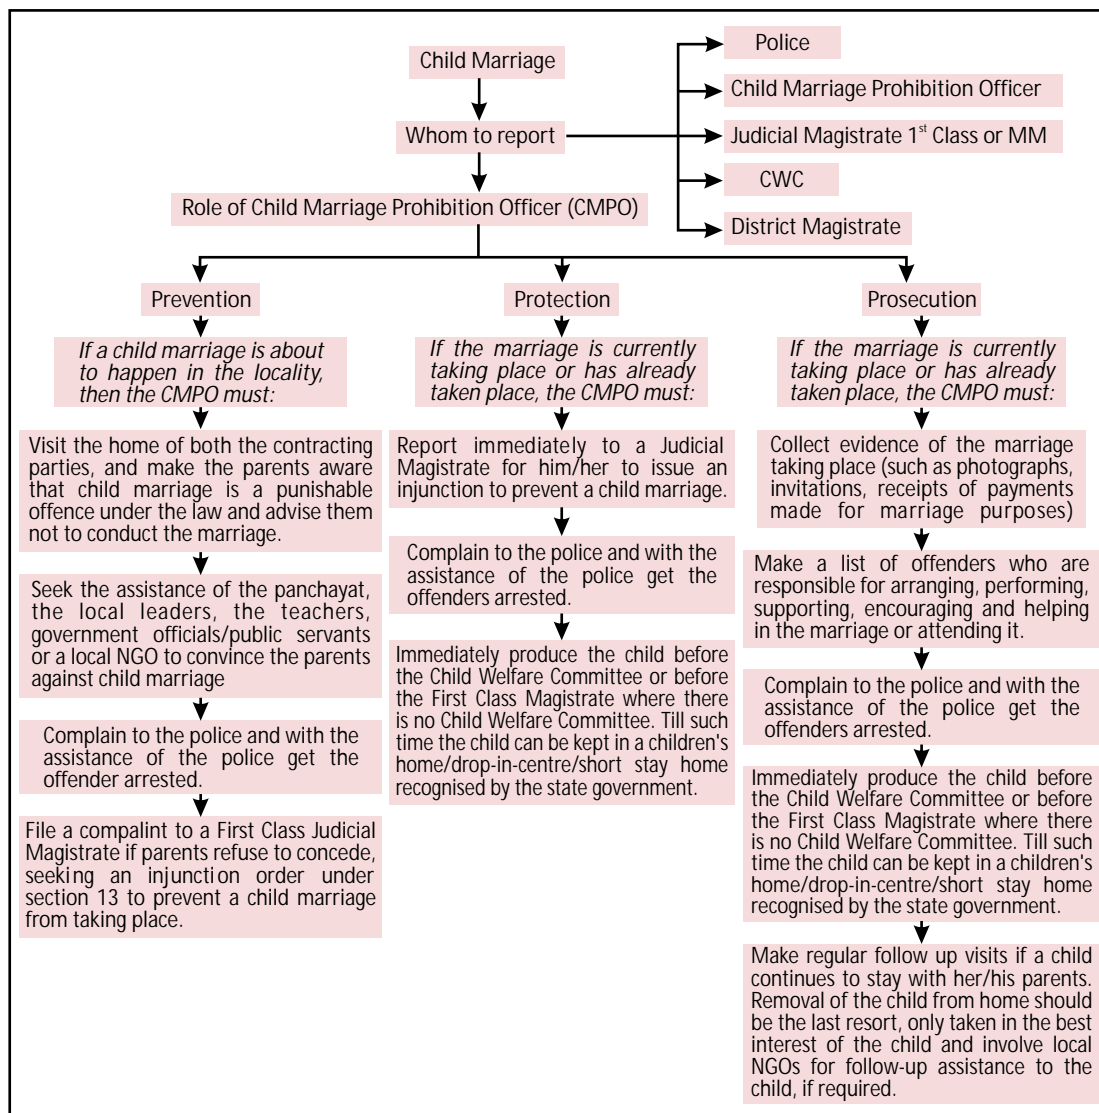 Child Marriage
Whom to report
Police
Child Marriage Prohibition Officer
Judicial Magistrate 1st Class or MM
CWC
District Magistrate
Role of Child Marriage Prohibition Officer (CMPO)
Prevention
If a child marriage is about
to happen in the locality,
then the CMPO must:
Visit the home of both the contracting
parties, and make the parents aware
that child marriage is a punishable
offence under the law and advise them
not to conduct the marriage.
Seek the assistance of the panchayat,
the local leaders, the teachers,
government officials/public servants
or a local NGO to convince the parents
against child marriage
Complain to the police and with the
assistance of the police get the
offender arrested.
File a compalint to a First Class Judicial
Magistrate if parents refuse to concede,
seeking an injunction order under
section 13 to prevent a child marriage
from taking place.
Protection
If the marriage is currently
taking place or has already
taken place, the CMPO must:
Report immediately to a Judicial
Magistrate for him/her to issue an
injunction to prevent a child marriage.
Complain to the police and with the
assistance of the police get the
offenders arrested.
Immediately produce the child before
the Child Welfare Committee or before
the First Class Magistrate where there
is no Child Welfare Committee. Till such
time the child can be kept in a children's
home/drop-in-centre/short stay home
recognised by the state government.
Prosecution
If the marriage is currently
taking place or has already
taken place, the CMPO must:
Collect evidence of the marriage
taking place (such as photographs,
invitations, receipts of payments
made for marriage purposes)
Make a list of offenders who are
responsible for arranging, performing,
supporting, encouraging and helping
in the marriage or attending it.
Complain to the police and with the
assistance of the police get the
offenders arrested.
Immediately produce the child before
the Child Welfare Committee or before
the First Class Magistrate where there
is no Child Welfare Committee. Till such
time the child can be kept in a children's
home/drop-in-centre/short stay home
recognised by the state government.
Make regular follow up visits if a child
continues to stay with her/his parents.
Removal of the child from home should
be the last resort, only taken in the best
interest of the child and involve local
NGOs for follow-up assistance to the
child, if required.